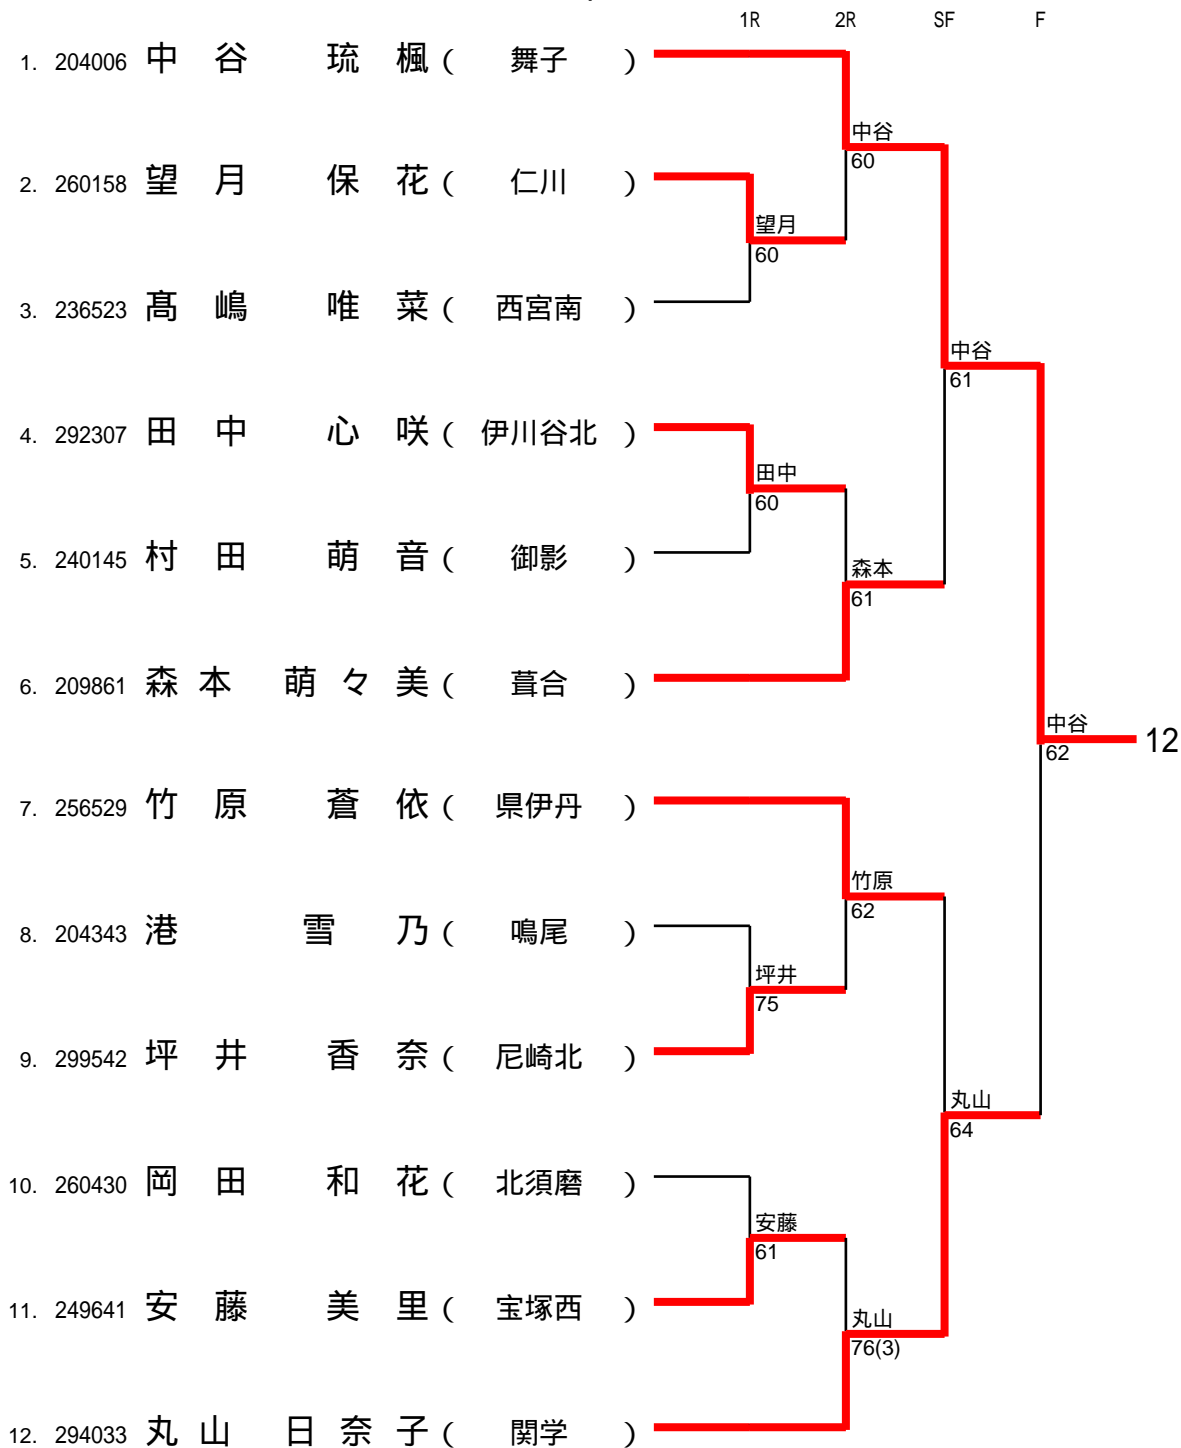 1R 2R SF F
1. 204006 中谷 琉楓 ( 舞子 )
中谷
60
2. 260158 望月 保花 ( 仁川 )
望月
60
3. 236523 髙嶋 唯菜 ( 西宮南 )
中谷
61
4. 292307 田中 心咲 ( 伊川谷北 )
田中
60
5. 240145 村田 萌音 ( 御影 )
森本
61
6. 209861 森本 萌々美 ( 葺合 )
中谷
62
12
7. 256529 竹原 蒼依 ( 県伊丹 )
竹原
62
8. 204343 港 雪乃 ( 鳴尾 )
坪井
75
9. 299542 坪井 香奈 ( 尼崎北 )
丸山
64
10. 260430 岡田 和花 ( 北須磨 )
安藤
61
11. 249641 安藤 美里 ( 宝塚西 )
丸山
76(3)
12. 294033 丸山 日奈子 ( 関学 )